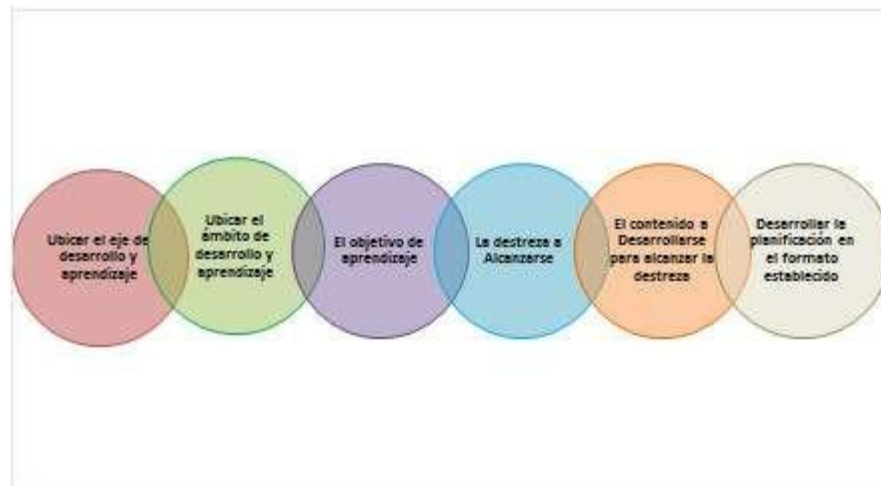 Ubicar el eje de
desarrollo y
aprendizaje
Ubicar el
ámbito de
desarrollo y
aprendizaje
El objetivo de
aprendizaje
La destreza a
Alcanzarse
El contenido a
Desarrollarse
para alcanzar la
destreza
Desarrollar la
planificación en
el formato
establecido